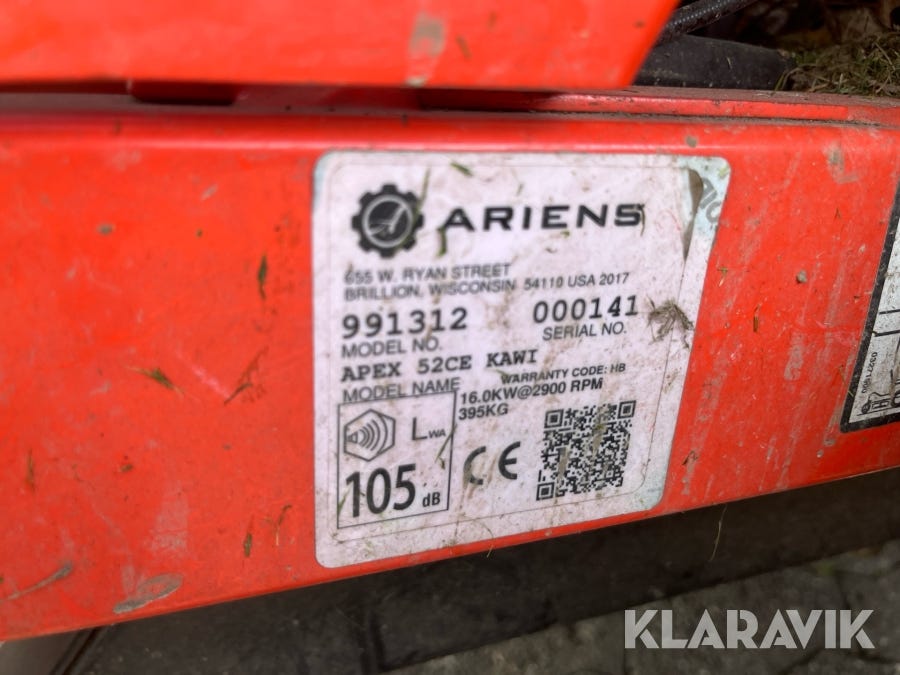 ARIENS
655 W. RYAN STREET
BRILLION, WISCONSIN 54110 USA 2017
991312 000141
MODEL NO. SERIAL NO.
APEX 52CE KAWI
MODEL NAME WARRANTY CODE: HB
16.0KW@2900 RPM
395KG
LWA
105 dB
CE
KLARAVIK